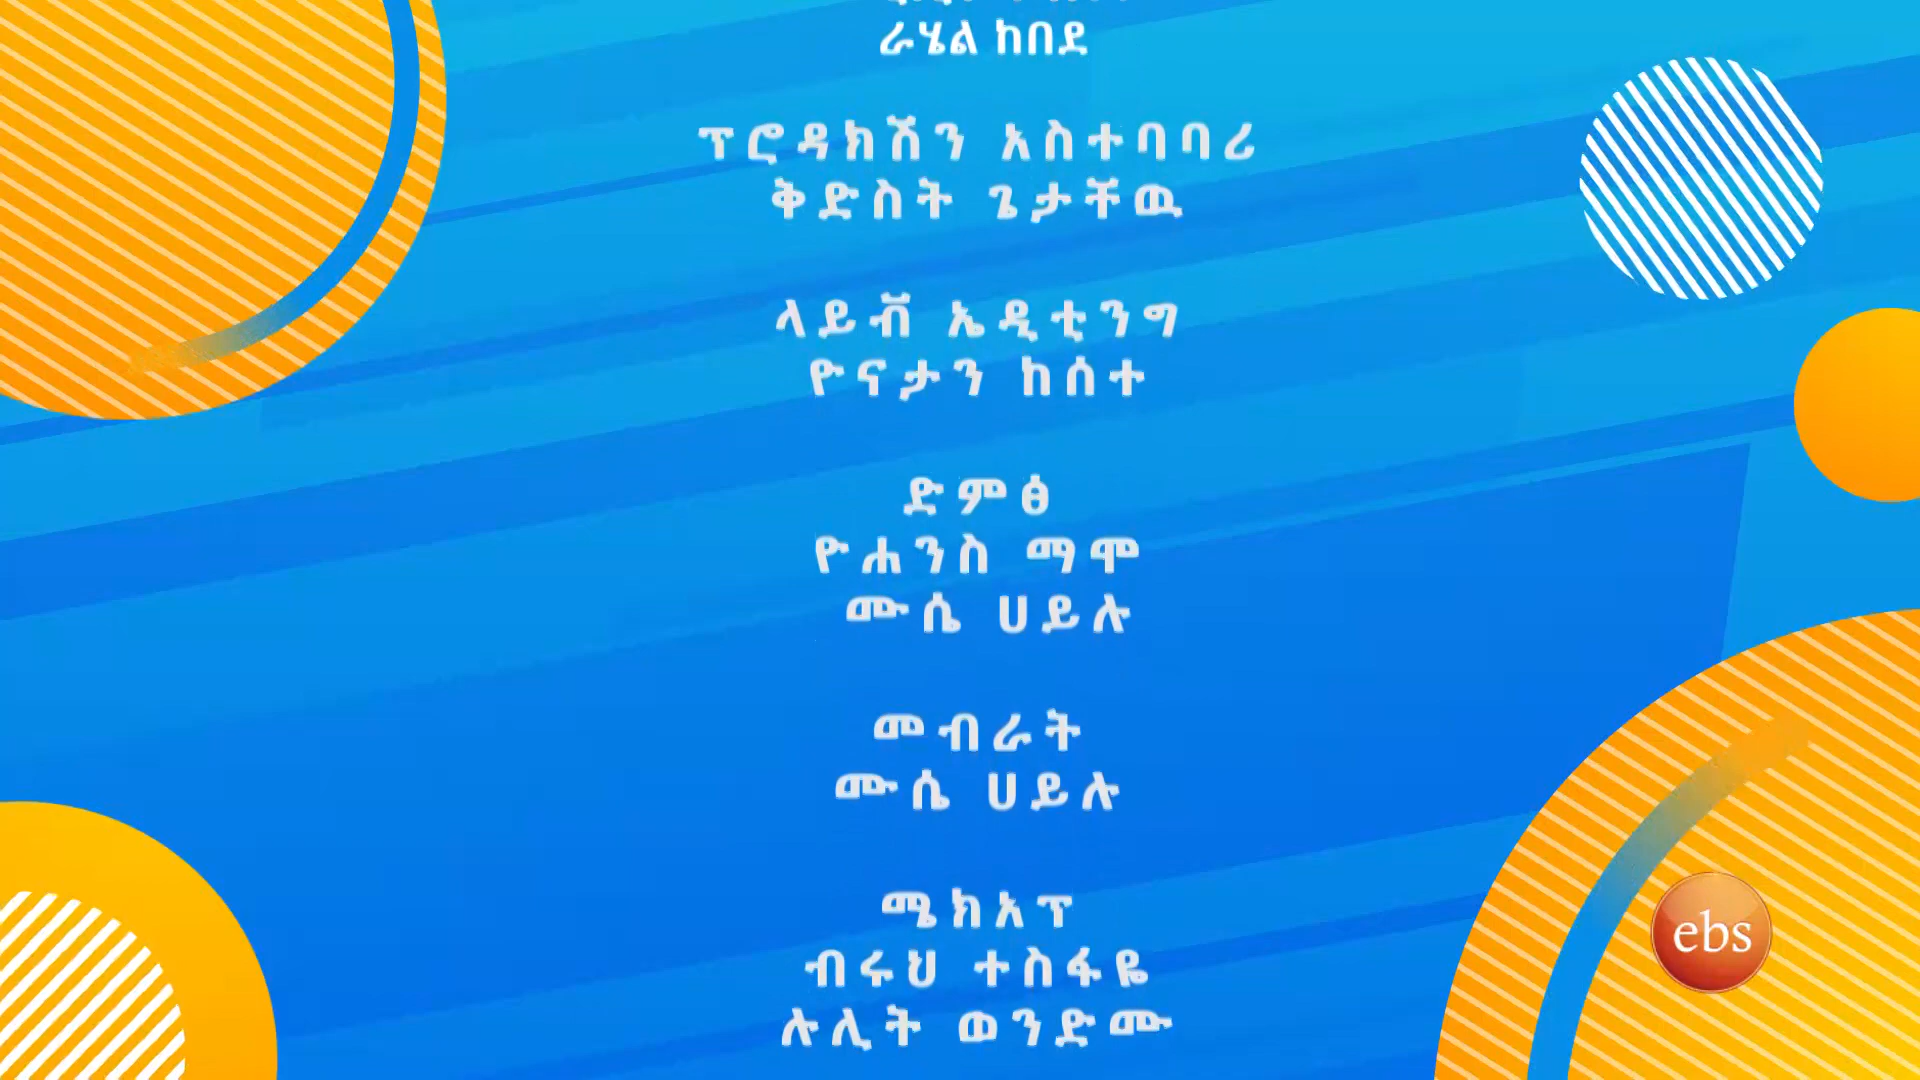 ራሄል ከበደ
ፕሮዳክሽን አስተባባሪ
ቅድስት ጌታቸዉ
ላይቭ ኤዲቲንግ
ዮናታን ከሰተ
ድምፅ
ዮሐንስ ማሞ
ሙሴ ሀይሉ
መብራት
ሙሴ ሀይሉ
ሜክአፕ
ብሩህ ተስፋዬ
ሉሊት ወንድሙ
ebs